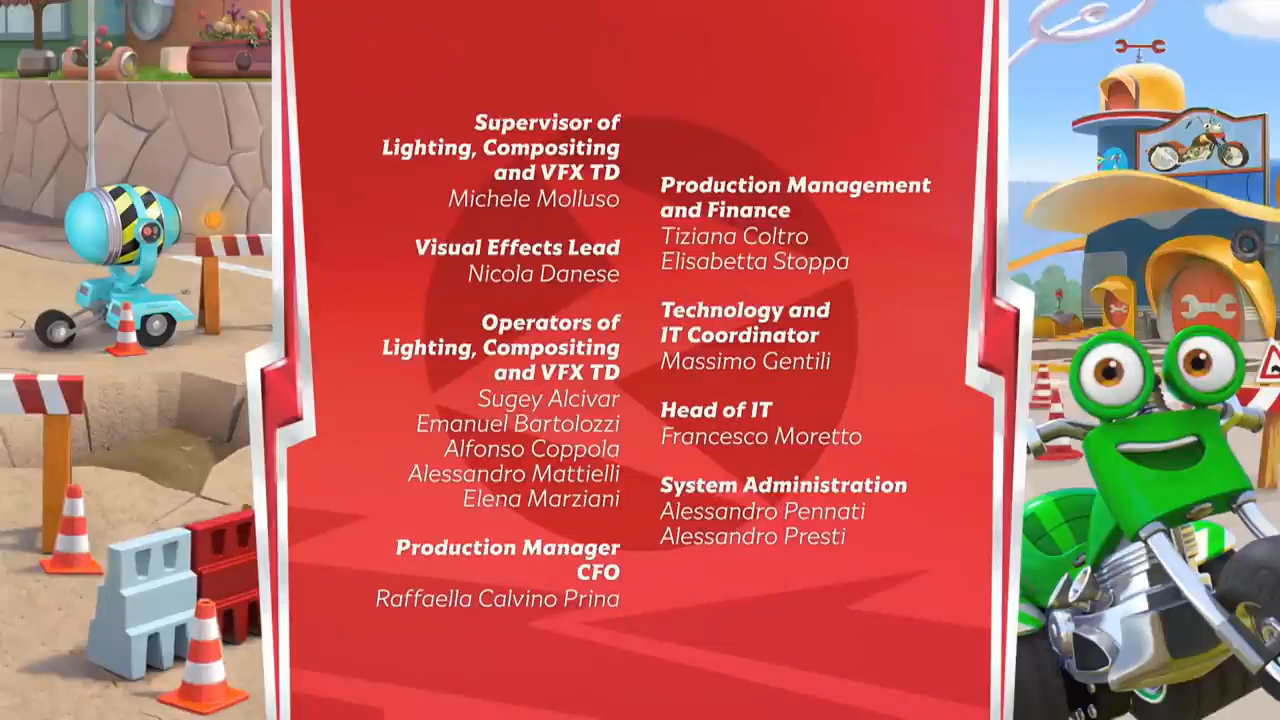 Supervisor of
Lighting, Compositing
and VFX TD
Michele Molluso
Visual Effects Lead
Nicola Danese
Operators of
Lighting, Compositing
and VFX TD
Sugey Alcivar
Emanuel Bartolozzi
Alfonso Coppola
Alessandro Mattielli
Elena Marziani
Production Manager
CFO
Raffaella Calvino Prina
Production Management
and Finance
Tiziana Coltro
Elisabetta Stoppa
Technology and
IT Coordinator
Massimo Gentili
Head of IT
Francesco Moretto
System Administration
Alessandro Pennati
Alessandro Presti